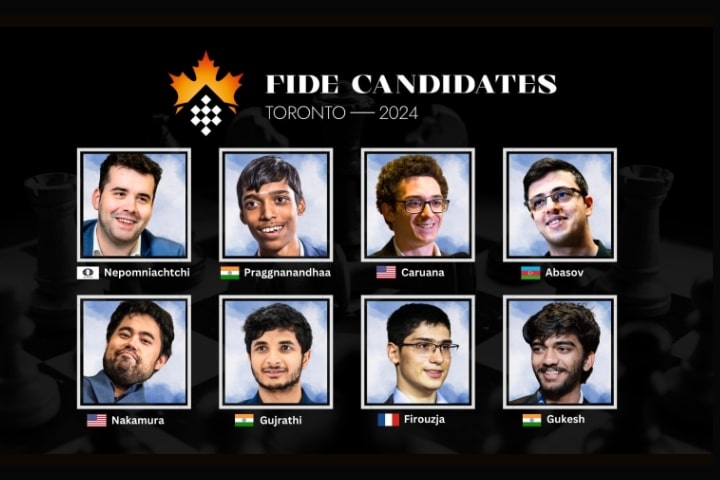 FIDE CANDIDATES
TORONTO — 2024
Nepomniachtchi
Praggnanandhaa
Caruana
Abasov
Nakamura
Gujrathi
Firouzja
Gukesh